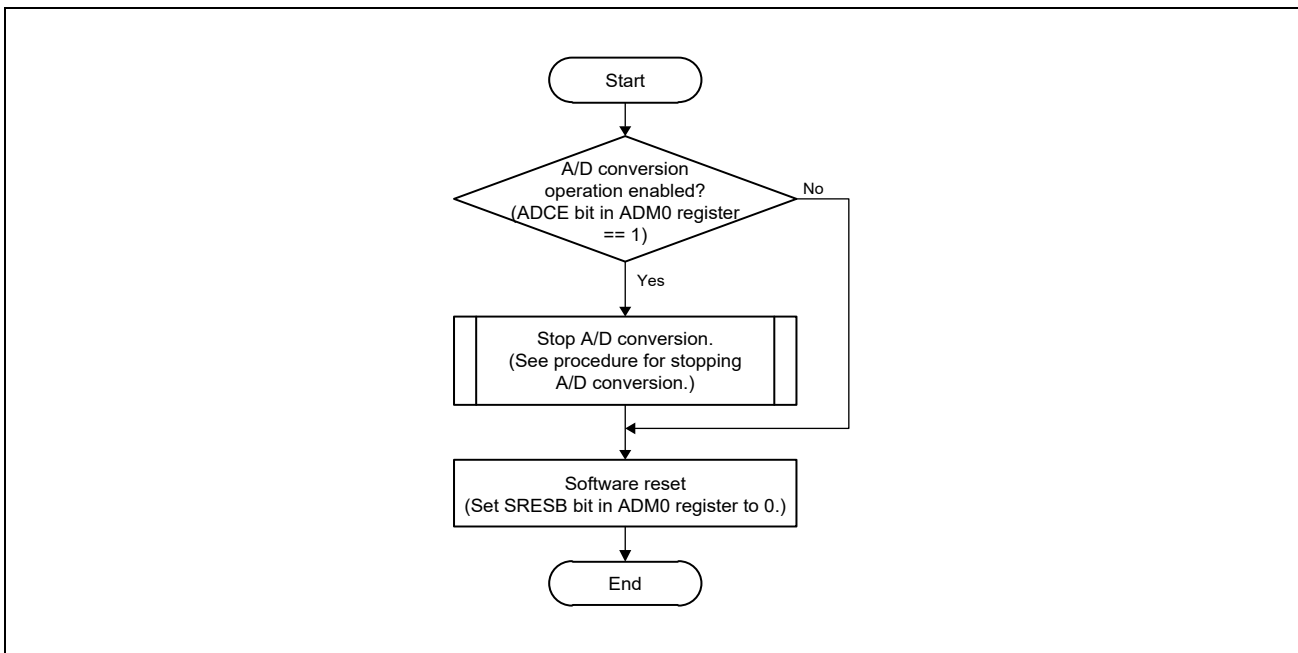 Start
A/D conversion
operation enabled?
(ADCE bit in ADM0 register
== 1)
No
Yes
Stop A/D conversion.
(See procedure for stopping
A/D conversion.)
Software reset
(Set SRESB bit in ADM0 register to 0.)
End